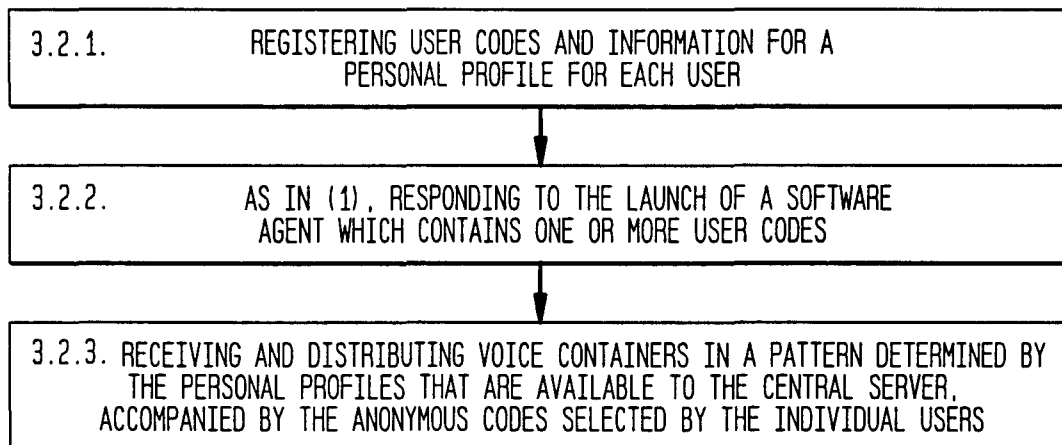 3.2.1. REGISTERING USER CODES AND INFORMATION FOR A
PERSONAL PROFILE FOR EACH USER
3.2.2. AS IN (1), RESPONDING TO THE LAUNCH OF A SOFTWARE
AGENT WHICH CONTAINS ONE OR MORE USER CODES
3.2.3. RECEIVING AND DISTRIBUTING VOICE CONTAINERS IN A PATTERN DETERMINED BY
THE PERSONAL PROFILES THAT ARE AVAILABLE TO THE CENTRAL SERVER,
ACCOMPANIED BY THE ANONYMOUS CODES SELECTED BY THE INDIVIDUAL USERS